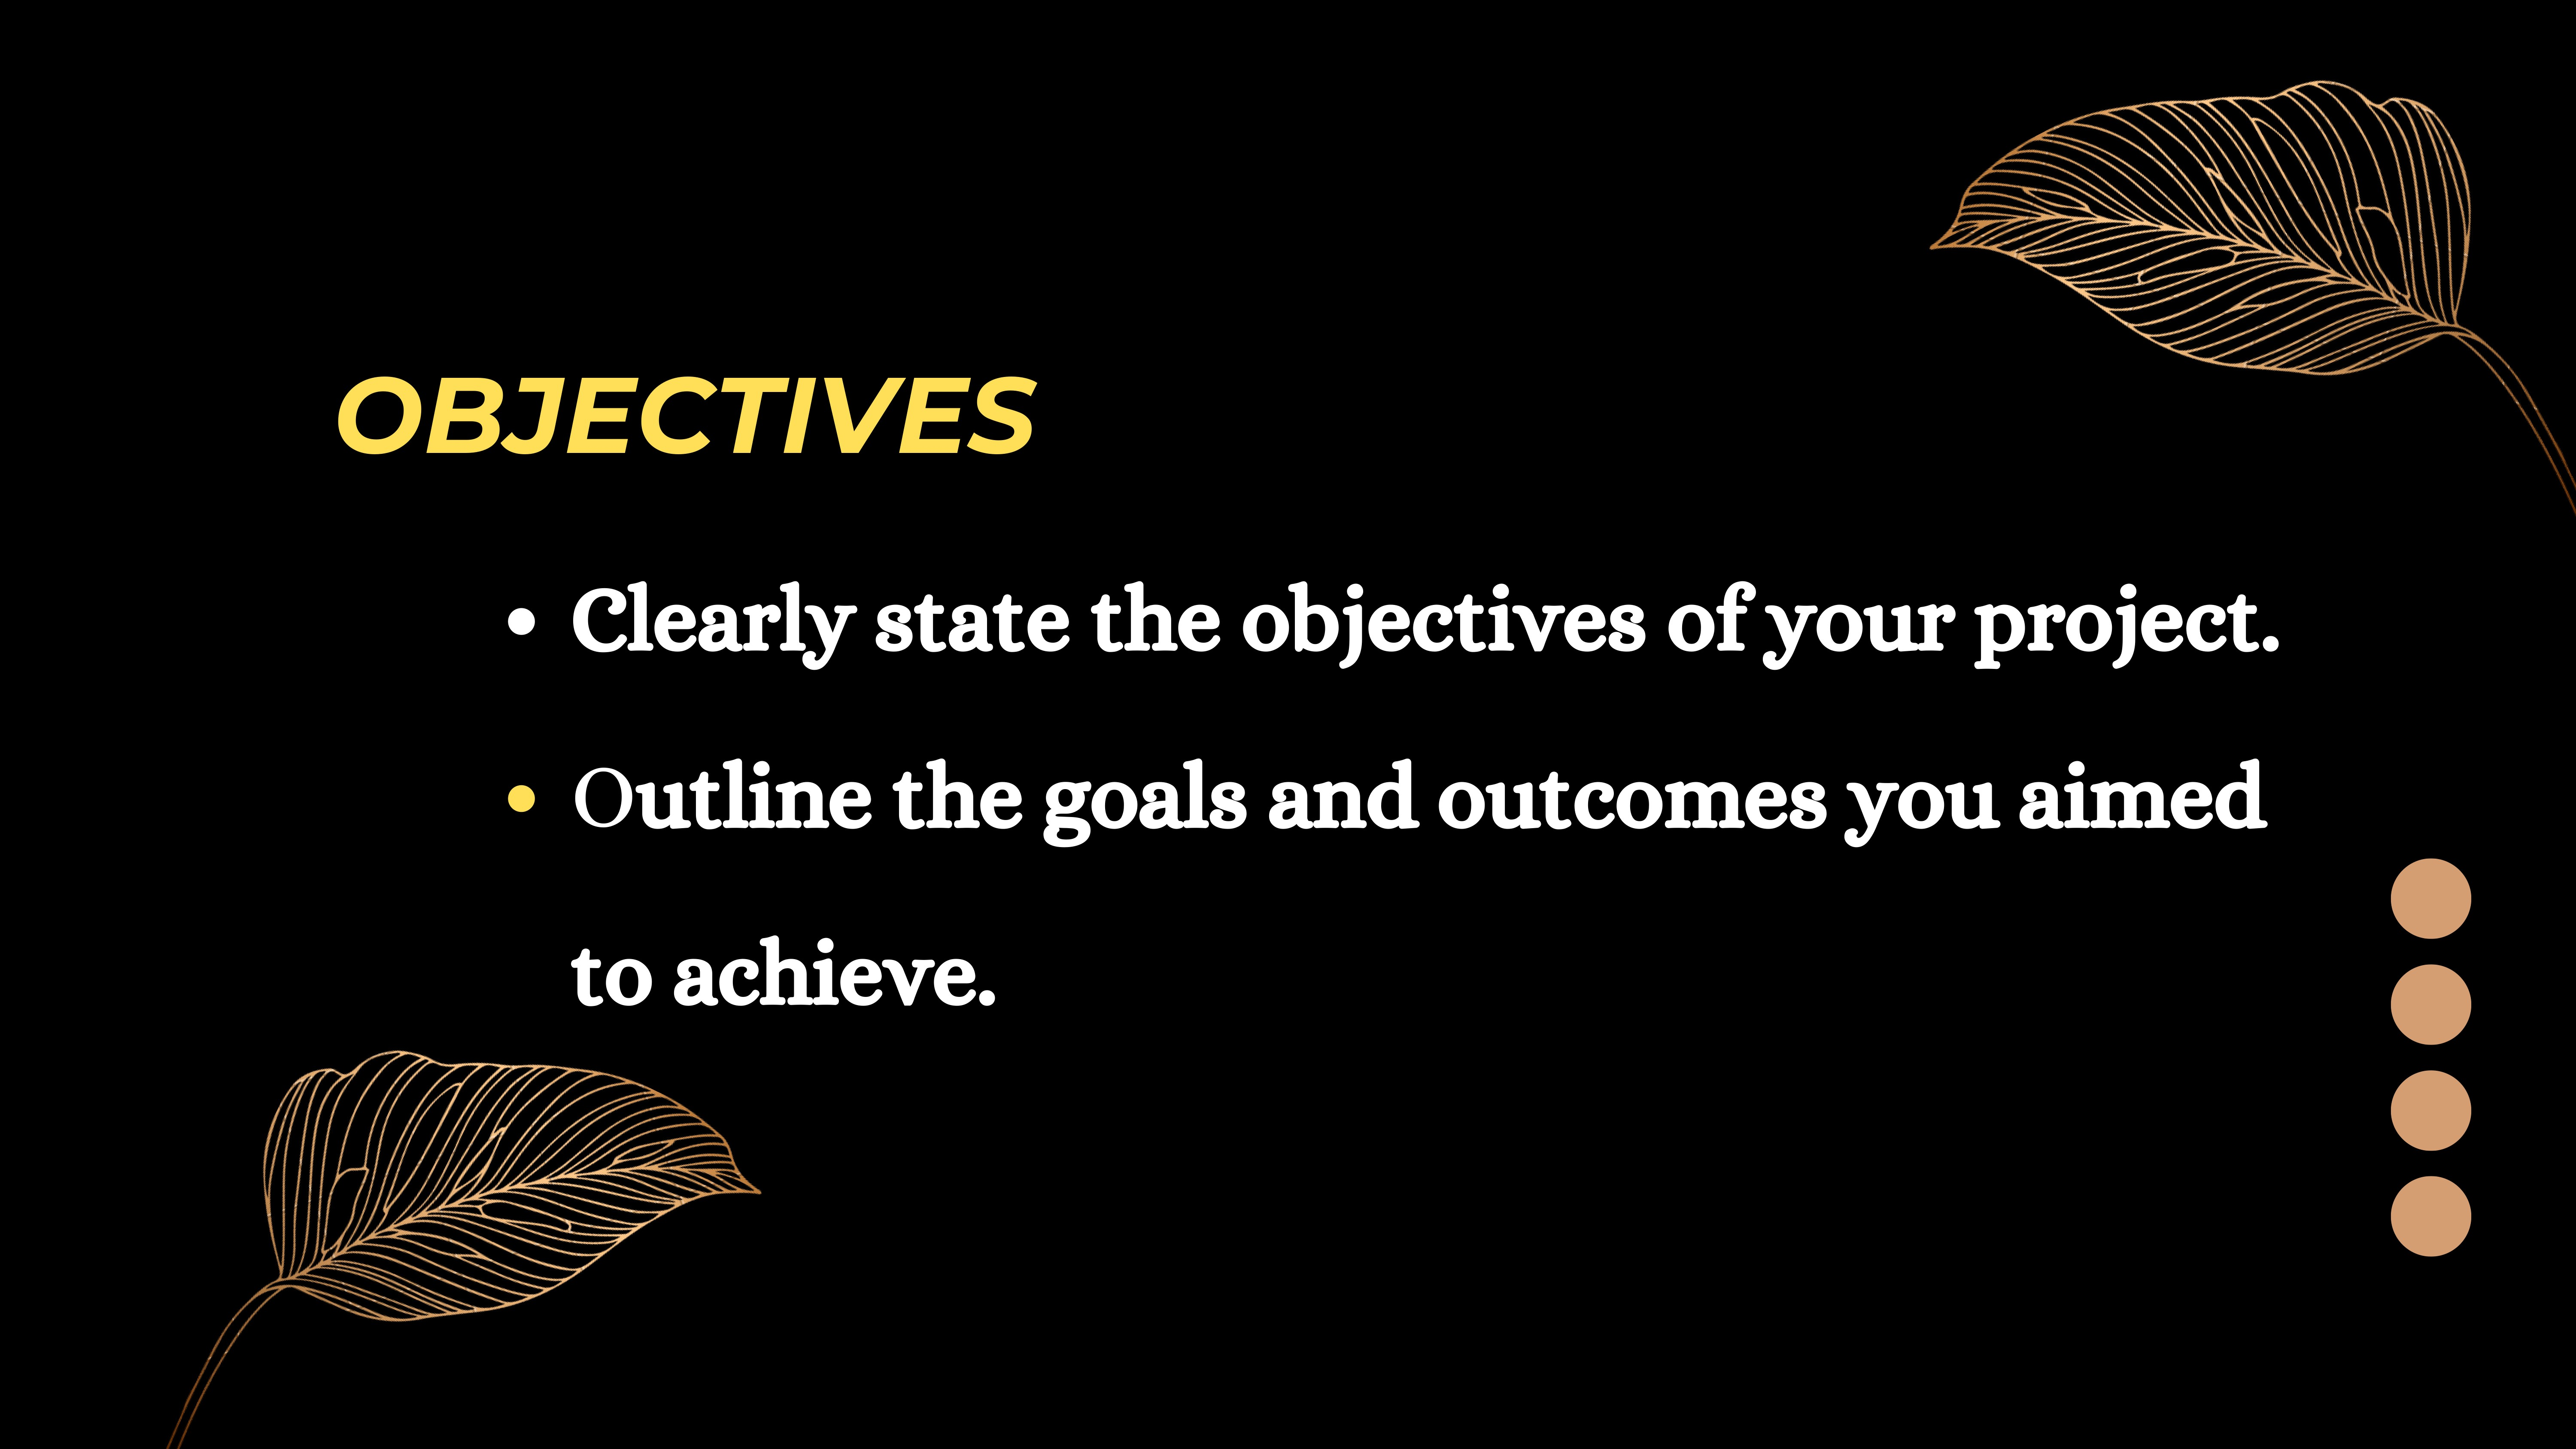 OBJECTIVES
• Clearly state the objectives of your project.
• Outline the goals and outcomes you aimed
to achieve.